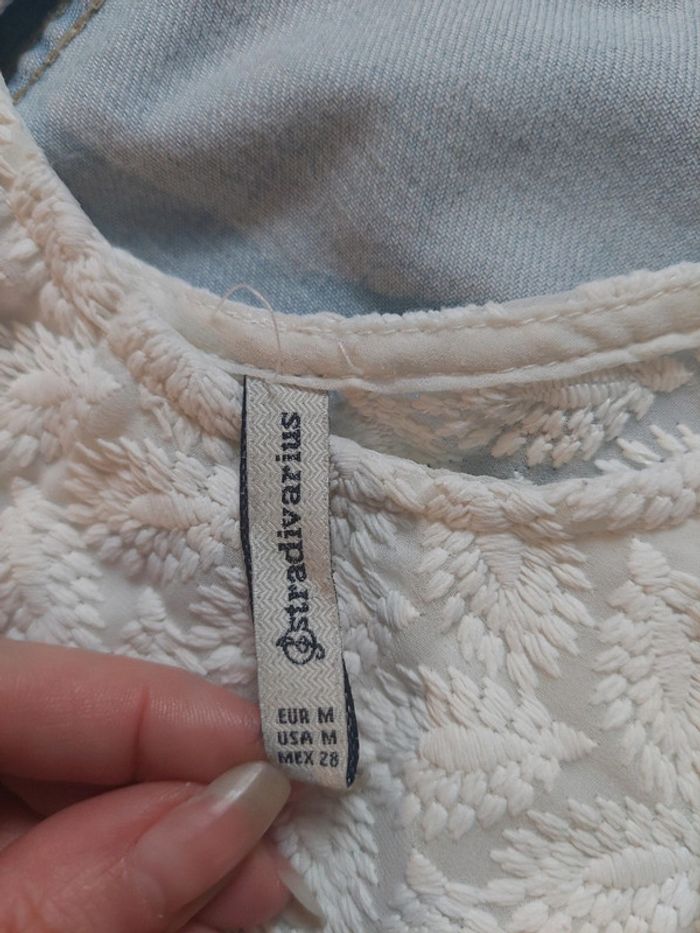 stradivarius
EUR M
USA M
MEX 28